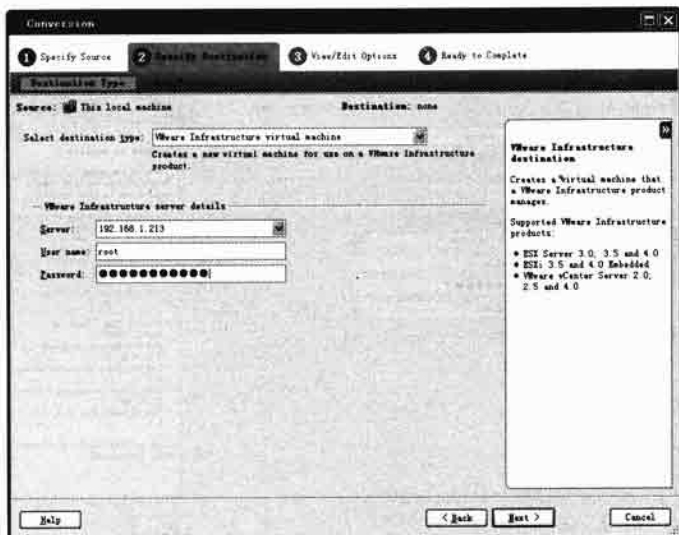 Conversion
1 Specify Source 2 Specify Destination 3 View/Edit Options 4 Ready to Complete
Destination Type
Source: This local machine Destination: none
Select destination type: VMware Infrastructure virtual machine
Creates a new virtual machine for use on a VMware Infrastructure
product.
VMware Infrastructure server details
Server: 192.168.1.213
User name: root
Password: ●●●●●●●●●●●
»
VMware Infrastructure
destination
Creates a virtual machine that
a VMware Infrastructure product
manages.
Supported VMware Infrastructure
products:
• ESX Server 3.0, 3.5 and 4.0
• ESXi 3.5 and 4.0 Embedded
• VMware vCenter Server 2.0,
2.5 and 4.0
Help < Back Next > Cancel